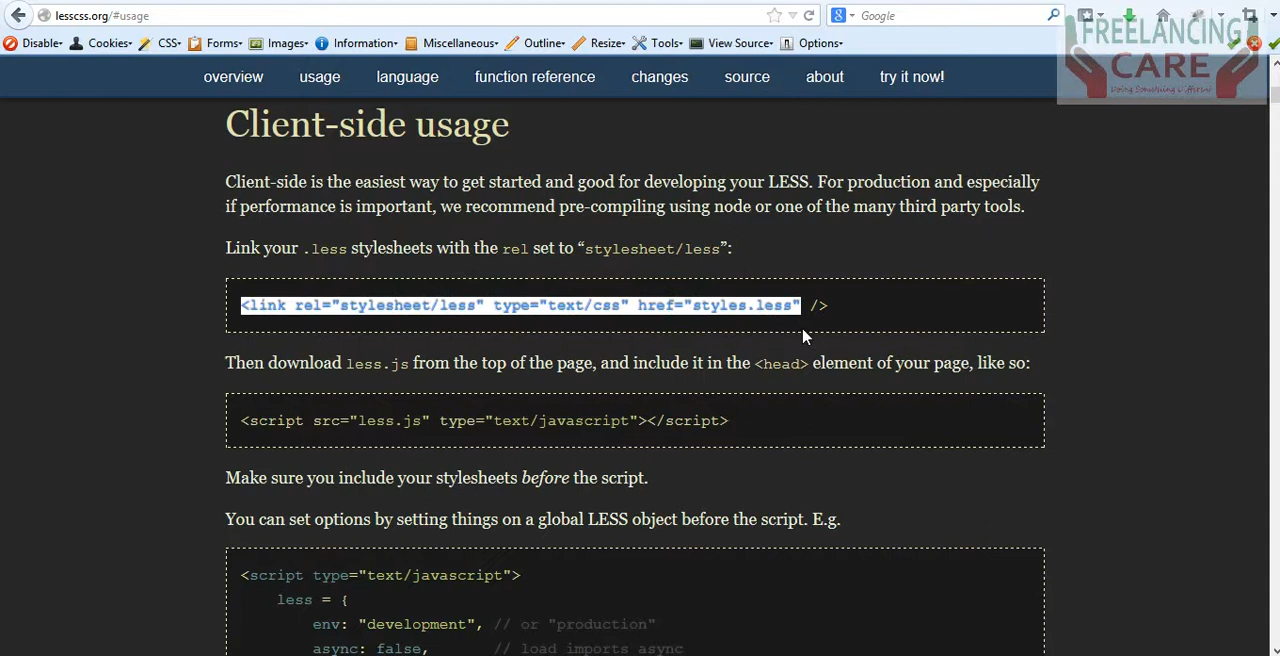 lesscss.org/#usage
Google
Disable Cookies CSS Forms Images Information Miscellaneous Outline Resize Tools View Source Options
FREELANCING
CARE
Doing Something Different
overview usage language function reference changes source about try it now!
Client-side usage
Client-side is the easiest way to get started and good for developing your LESS. For production and especially
if performance is important, we recommend pre-compiling using node or one of the many third party tools.
Link your .less stylesheets with the rel set to “stylesheet/less”:
<link rel="stylesheet/less" type="text/css" href="styles.less" />
Then download less.js from the top of the page, and include it in the <head> element of your page, like so:
<script src="less.js" type="text/javascript"></script>
Make sure you include your stylesheets before the script.
You can set options by setting things on a global LESS object before the script. E.g.
<script type="text/javascript">
less = {
env: "development", // or "production"
async: false, // load imports async